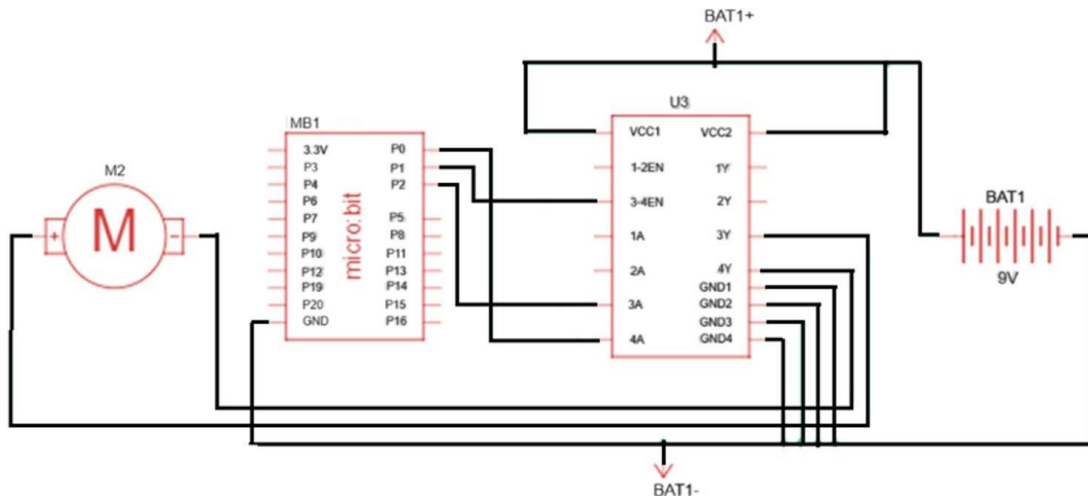 BAT1+
U3
MB1
VCC1 VCC2
3.3V P0
M2
P3 P1
1-2EN 1Y
P4 P2
P6
3-4EN 2Y
BAT1
P7 P5
M
+ -
micro:bit
P9 P8
1A 3Y
P10 P11
P12 P13
2A 4Y
9V
P19 P14
GND1
P20 P15
3A GND2
GND P16
GND3
4A GND4
BAT1-